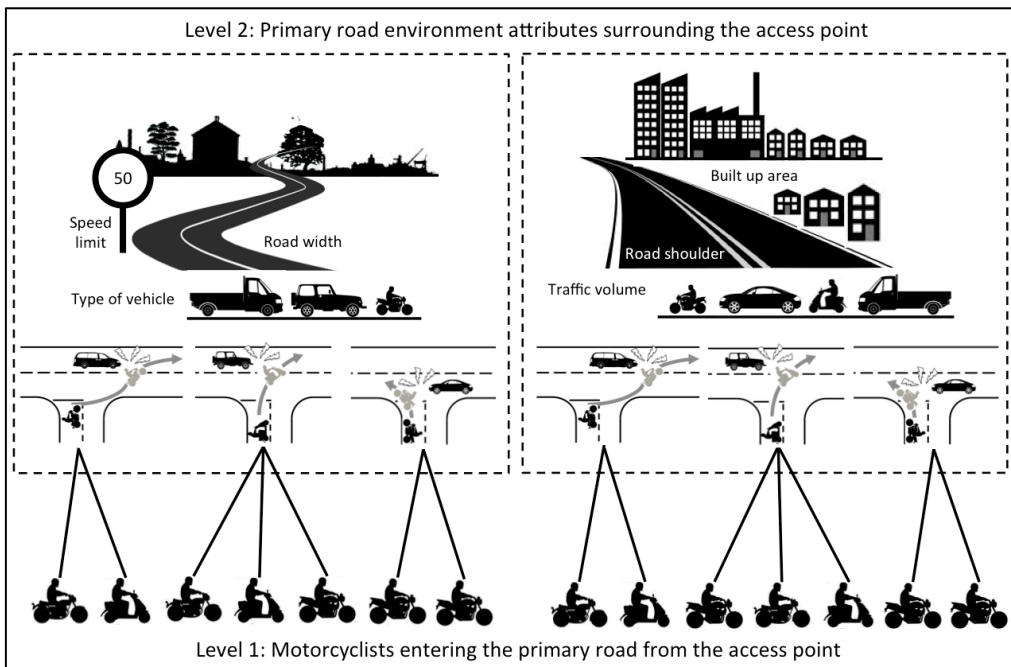 Level 2: Primary road environment attributes surrounding the access point
50
Speed
limit
Road width
Type of vehicle
Built up area
Road shoulder
Traffic volume
Level 1: Motorcyclists entering the primary road from the access point